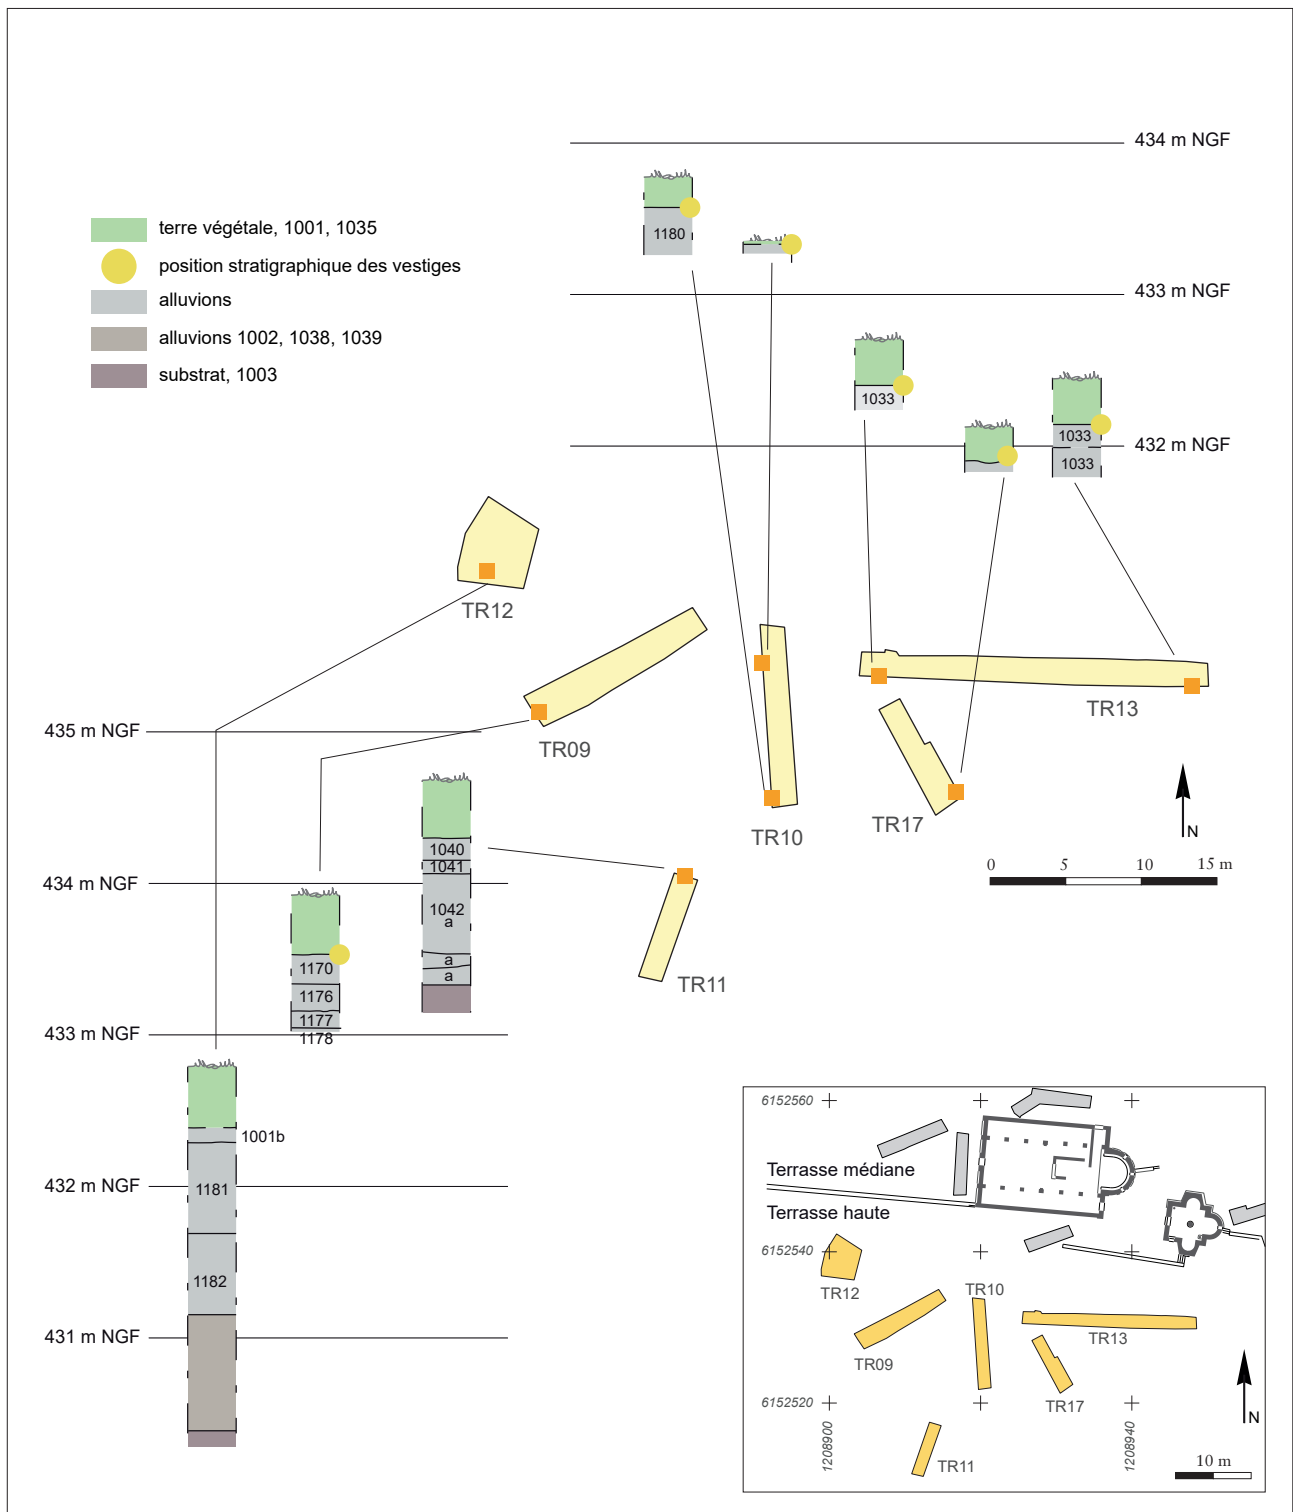 434 m NGF
1180
terre végétale, 1001, 1035
position stratigraphique des vestiges
alluvions
alluvions 1002, 1038, 1039
substrat, 1003
433 m NGF
1033
1033
1033
432 m NGF
TR12
TR09
TR10
TR13
TR17
TR11
N
0 5 10 15 m
435 m NGF
1040
1041
434 m NGF
1042
a
a
a
1170
1176
1177
1178
433 m NGF
1001b
1181
432 m NGF
1182
431 m NGF
6152560
Terrasse médiane
Terrasse haute
6152540
TR12
TR10
TR13
TR09
TR17
6152520
1208900
1208940
TR11
N
10 m